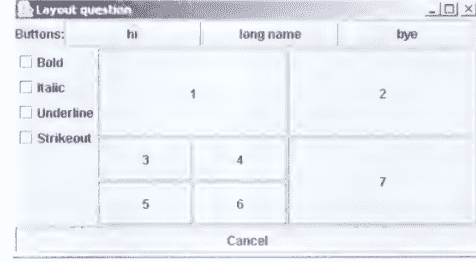 Layout question
Buttons: hi long name bye
Bold
Italic
Underline
Strikeout
1 2
3 4
7
5 6
Cancel